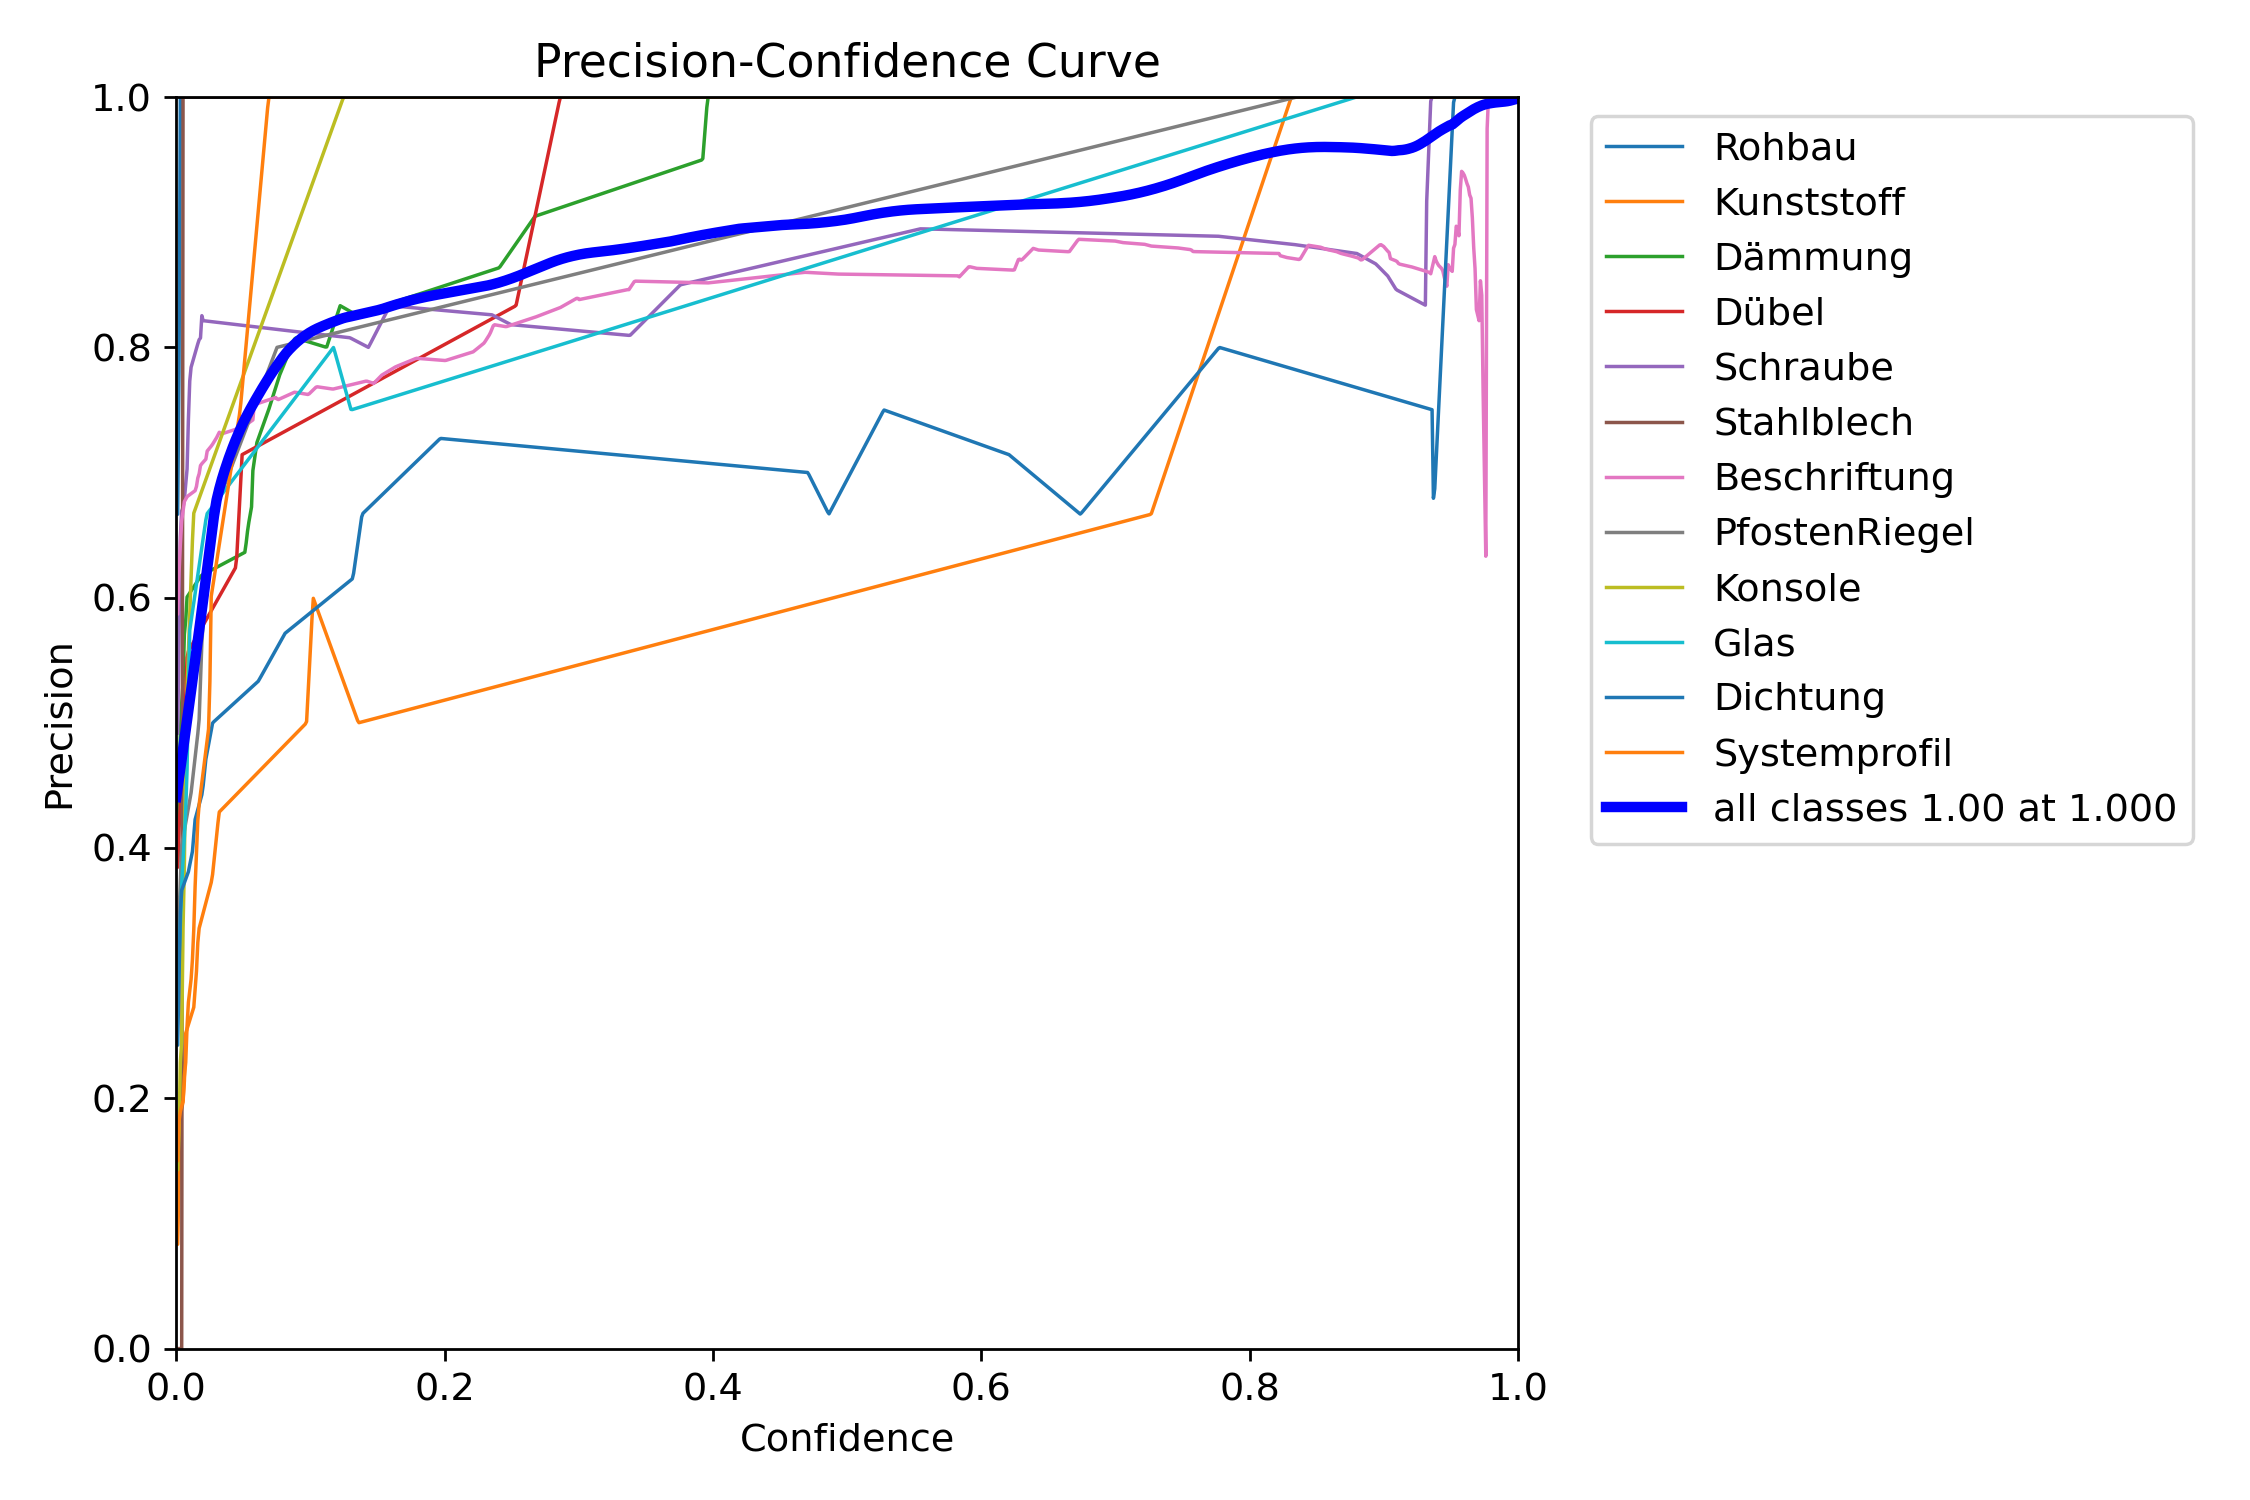 Precision-Confidence Curve
1.0
0.8
0.6
0.4
0.2
0.0
Precision
0.0 0.2 0.4 0.6 0.8 1.0
Confidence
Rohbau
Kunststoff
Dämmung
Dübel
Schraube
Stahlblech
Beschriftung
PfostenRiegel
Konsole
Glas
Dichtung
Systemprofil
all classes 1.00 at 1.000